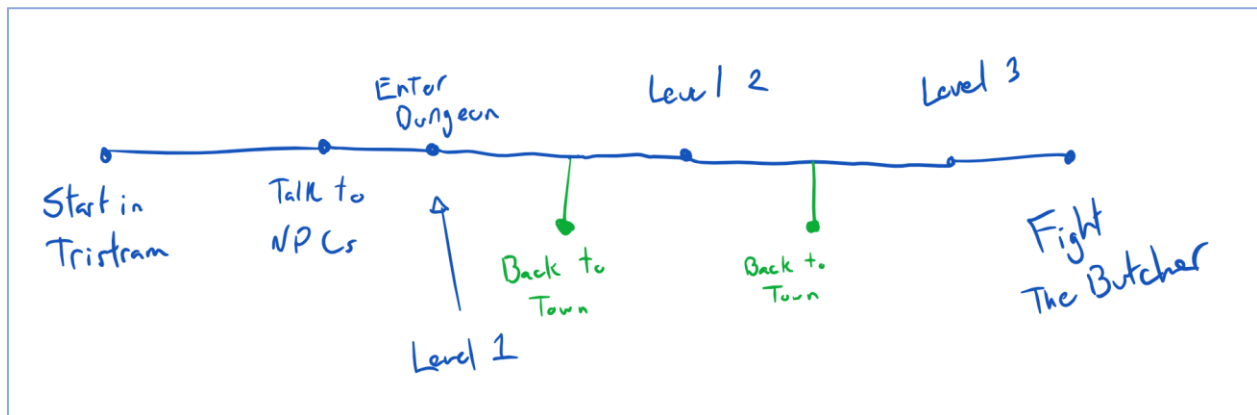 Enter
Dungeon
Level 2
Level 3
Start in
Tristram
Talk to
NPCs
Level 1
Back to
Town
Back to
Town
Fight
The Butcher